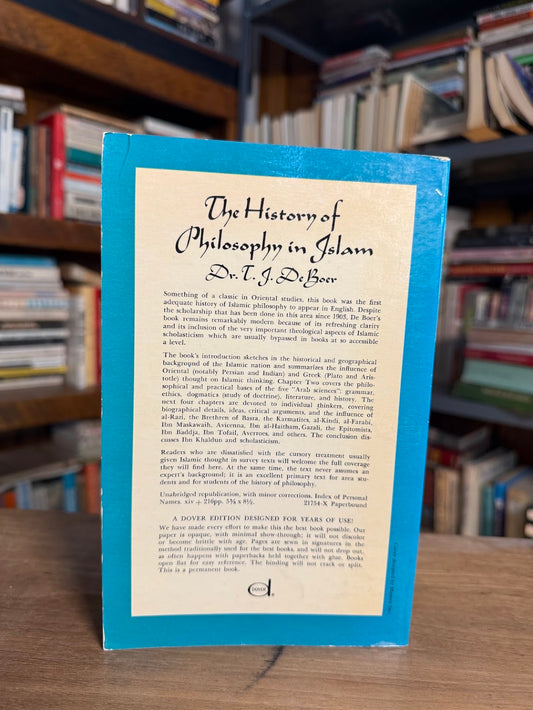 The History of
Philosophy in Islam
Dr. T. J. De Boer
Something of a classic in Oriental studies, this book was the first
adequate history of Islamic philosophy to appear in English. Despite
the scholarship that has been done in this area since 1903, De Boer's
book remains remarkably modern because of its refreshing clarity
and its inclusion of the very important theological aspects of Islamic
scholasticism which are usually bypassed in books at so accessible
a level.
The book's introduction sketches in the historical and geographical
background of the Islamic nation and summarizes the influence of
Oriental (notably Persian and Indian) and Greek (Plato and Aris-
totle) thought on Islamic thinking. Chapter Two covers the philo-
sophical and practical bases of the five "Arab sciences": grammar,
ethics, dogmatics (study of doctrine), literature, and history. The
next four chapters are devoted to individual thinkers, covering
biographical details, ideas, critical arguments, and the influence of
al-Razi, the Brethren of Basra, the Karmatites, al-Kindi, al-Farabi,
Ibn Maskawaih, Avicenna, Ibn al-Haitham, Gazali, the Epitomists,
Ibn Baddja, Ibn Tofail, Averroes, and others. The conclusion dis-
cusses Ibn Khaldun and scholasticism.
Readers who are dissatisfied with the cursory treatment usually
given Islamic thought in survey texts will welcome the full coverage
they will find here. At the same time, the text never assumes an
expert's background; it is an excellent primary text for area stu-
dents and for students of the history of philosophy.
Unabridged republication, with minor corrections. Index of Personal
Names. xiv + 216pp. 5⅜ x 8½. 21754-X Paperbound
A DOVER EDITION DESIGNED FOR YEARS OF USE!
We have made every effort to make this the best book possible. Our
paper is opaque, with minimal show-through; it will not discolor
or become brittle with age. Pages are sewn in signatures, in the
method traditionally used for the best books, and will not drop out,
as often happens with paperbacks held together with glue. Books
open flat for easy reference. The binding will not crack or split.
This is a permanent book.
DOVER